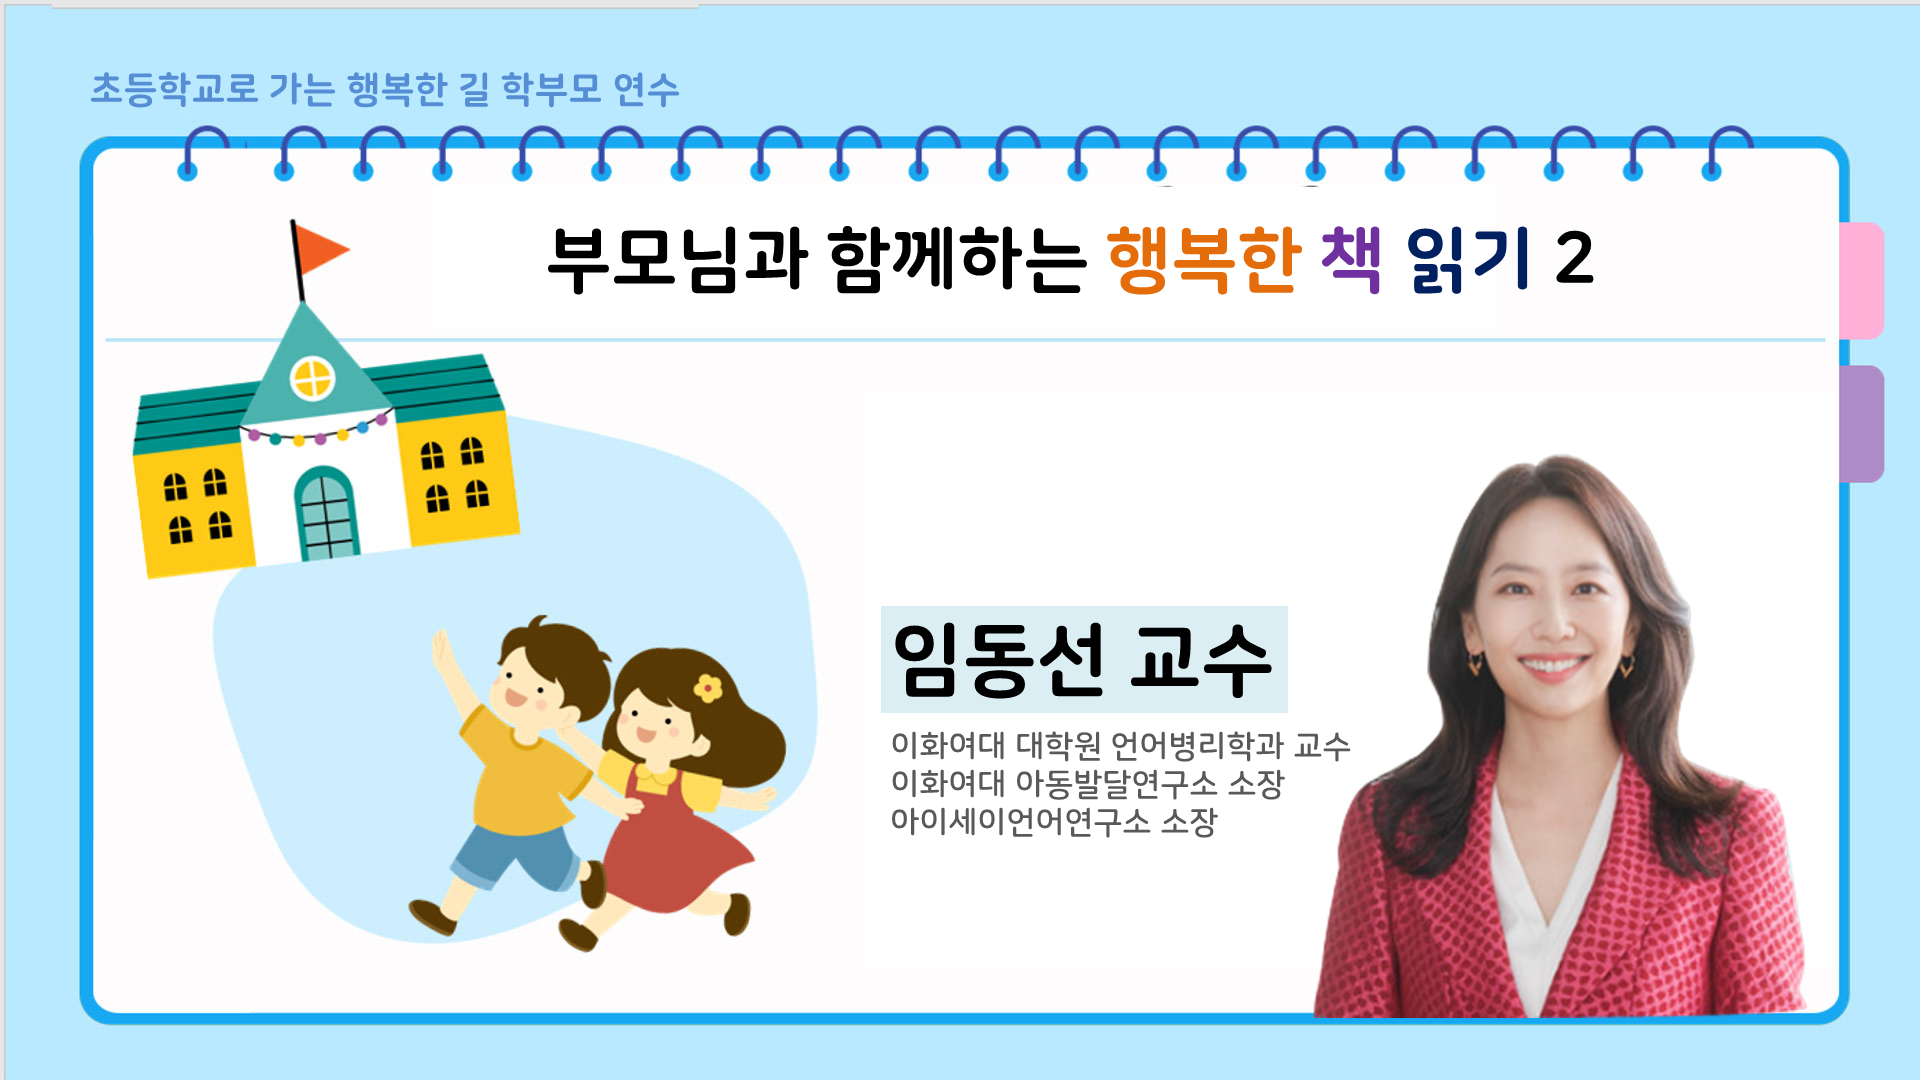 초등학교로 가는 행복한 길 학부모 연수
부모님과 함께하는 행복한 책 읽기 2
임동선 교수
이화여대 대학원 언어병리학과 교수
이화여대 아동발달연구소 소장
아이세이언어연구소 소장